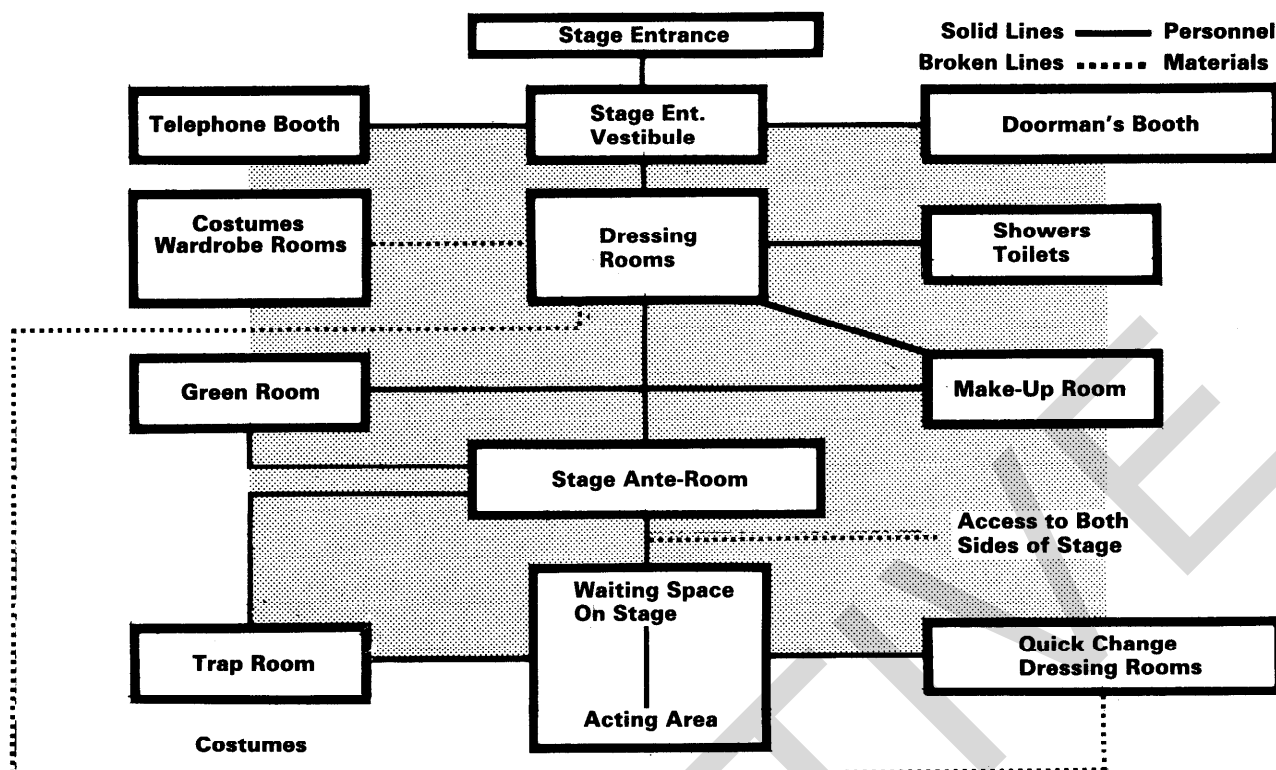 Stage Entrance
Solid Lines Personnel
Broken Lines Materials
Telephone Booth
Stage Ent.
Vestibule
Doorman's Booth
Costumes
Wardrobe Rooms
Dressing
Rooms
Showers
Toilets
Green Room
Make-Up Room
Stage Ante-Room
Access to Both
Sides of Stage
Waiting Space
On Stage
Trap Room
Quick Change
Dressing Rooms
Acting Area
Costumes